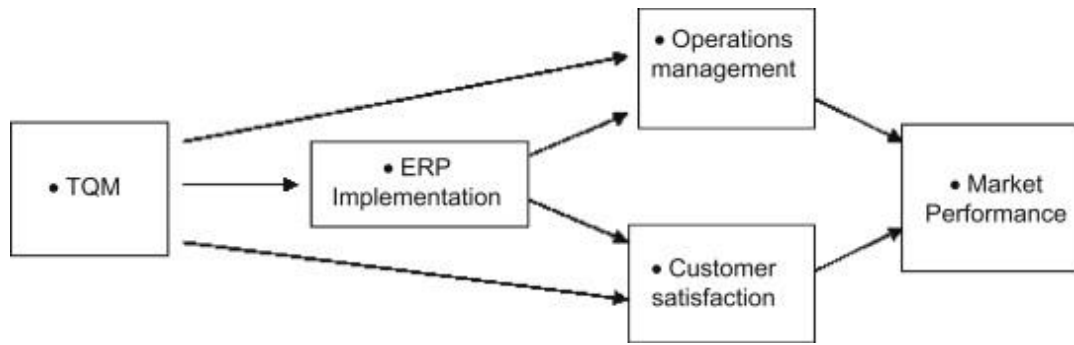 • Operations
management
• TQM
• ERP
Implementation
• Market
Performance
• Customer
satisfaction